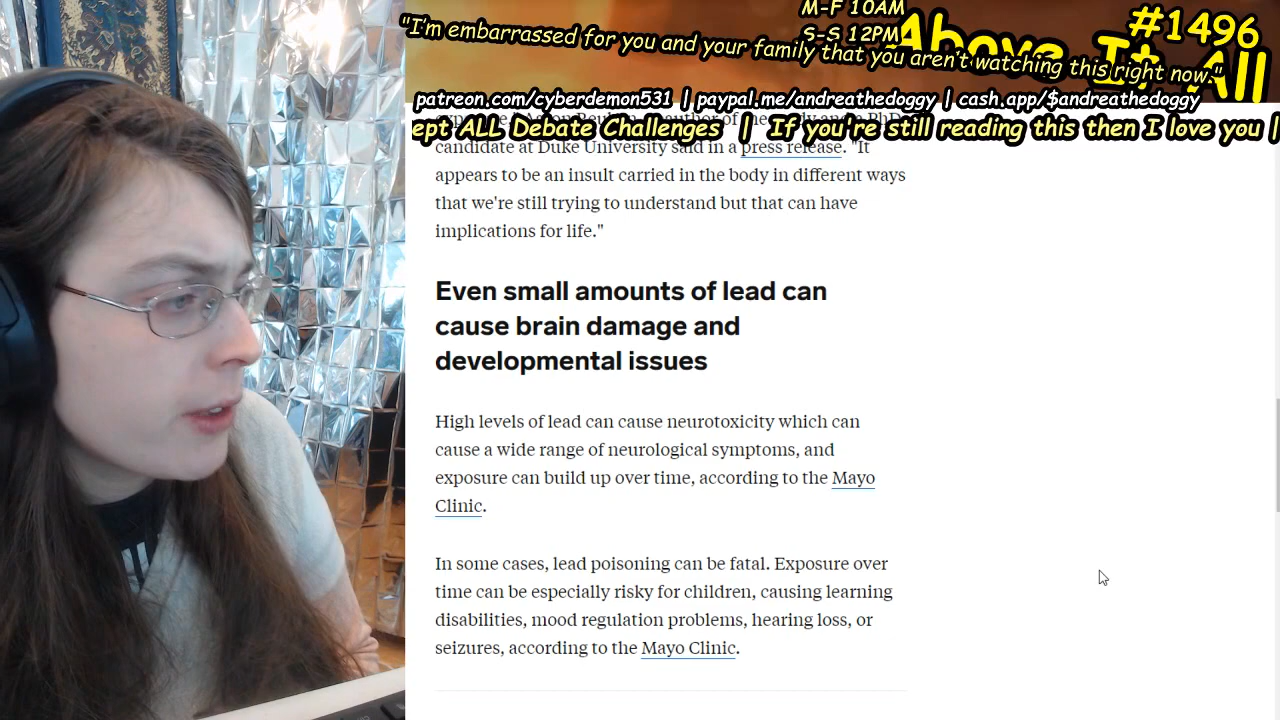 M-F 10AM
S-S 12PM
Above It All
#1496
"I'm embarrassed for you and your family that you aren't watching this right now."
patreon.com/cyberdemon531 | paypal.me/andreathedoggy | cash.app/$andreathedoggy
ept ALL Debate Challenges | If you're still reading this then I love you |
candidate at Duke University said in a press release. "It
appears to be an insult carried in the body in different ways
that we're still trying to understand but that can have
implications for life."
Even small amounts of lead can
cause brain damage and
developmental issues
High levels of lead can cause neurotoxicity which can
cause a wide range of neurological symptoms, and
exposure can build up over time, according to the Mayo
Clinic.
In some cases, lead poisoning can be fatal. Exposure over
time can be especially risky for children, causing learning
disabilities, mood regulation problems, hearing loss, or
seizures, according to the Mayo Clinic.